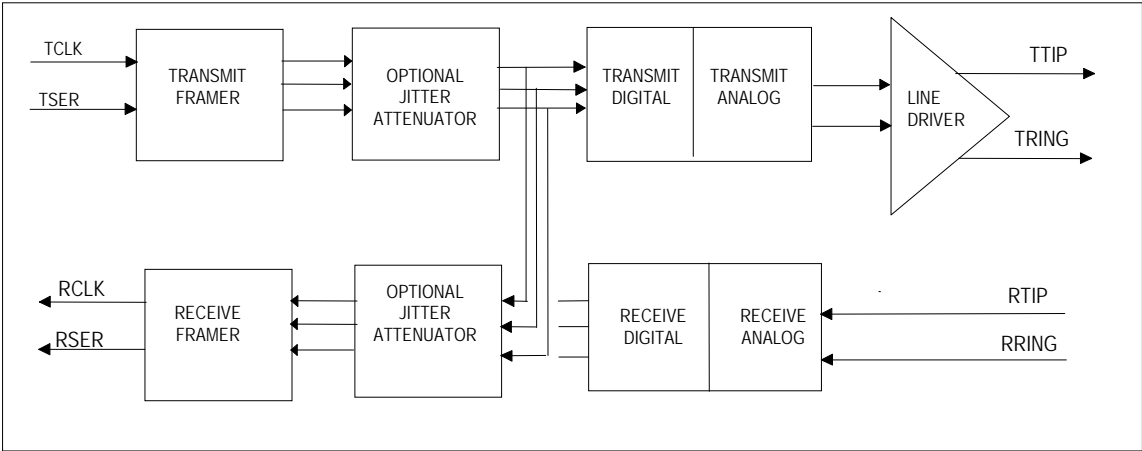 TCLK
TSER
TRANSMIT
FRAMER
OPTIONAL
JITTER
ATTENUATOR
TRANSMIT
DIGITAL
TRANSMIT
ANALOG
LINE
DRIVER
TTIP
TRING
RCLK
RSER
RECEIVE
FRAMER
OPTIONAL
JITTER
ATTENUATOR
RECEIVE
DIGITAL
RECEIVE
ANALOG
RTIP
RRING